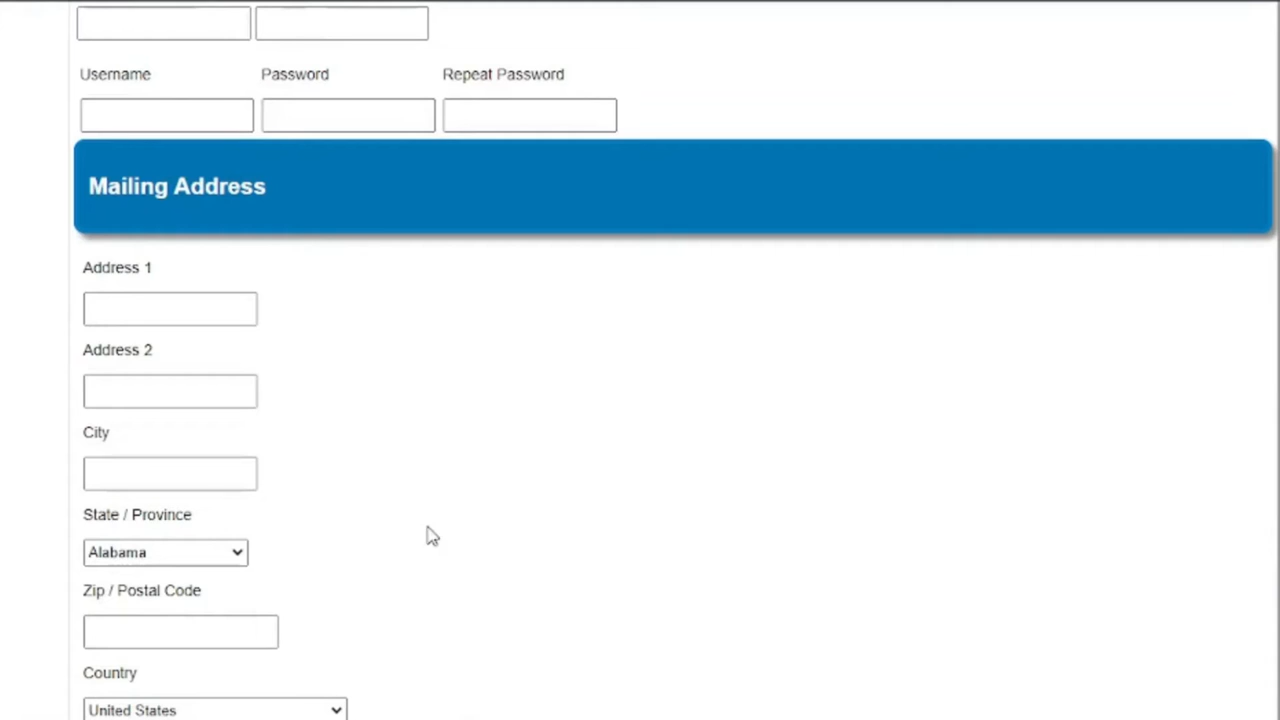 Username Password Repeat Password
Mailing Address
Address 1
Address 2
City
State / Province
Alabama
Zip / Postal Code
Country
United States